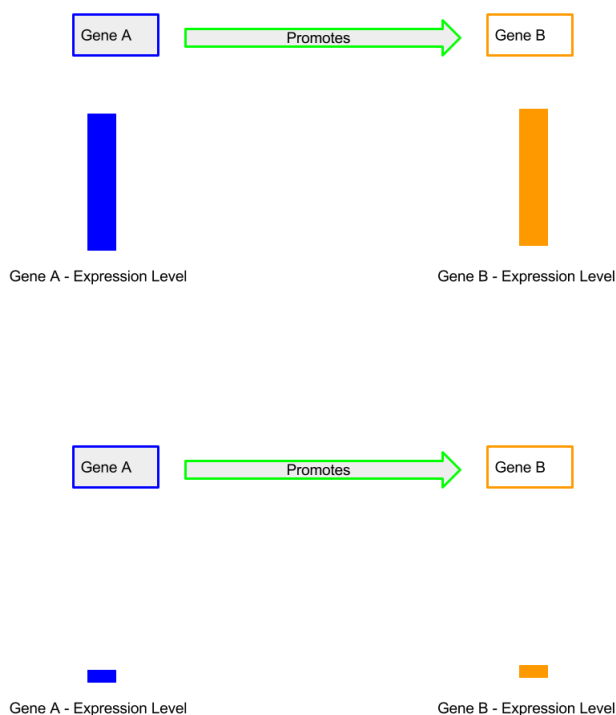 Gene A
Promotes
Gene B
Gene A - Expression Level
Gene B - Expression Level
Gene A
Promotes
Gene B
Gene A - Expression Level
Gene B - Expression Level